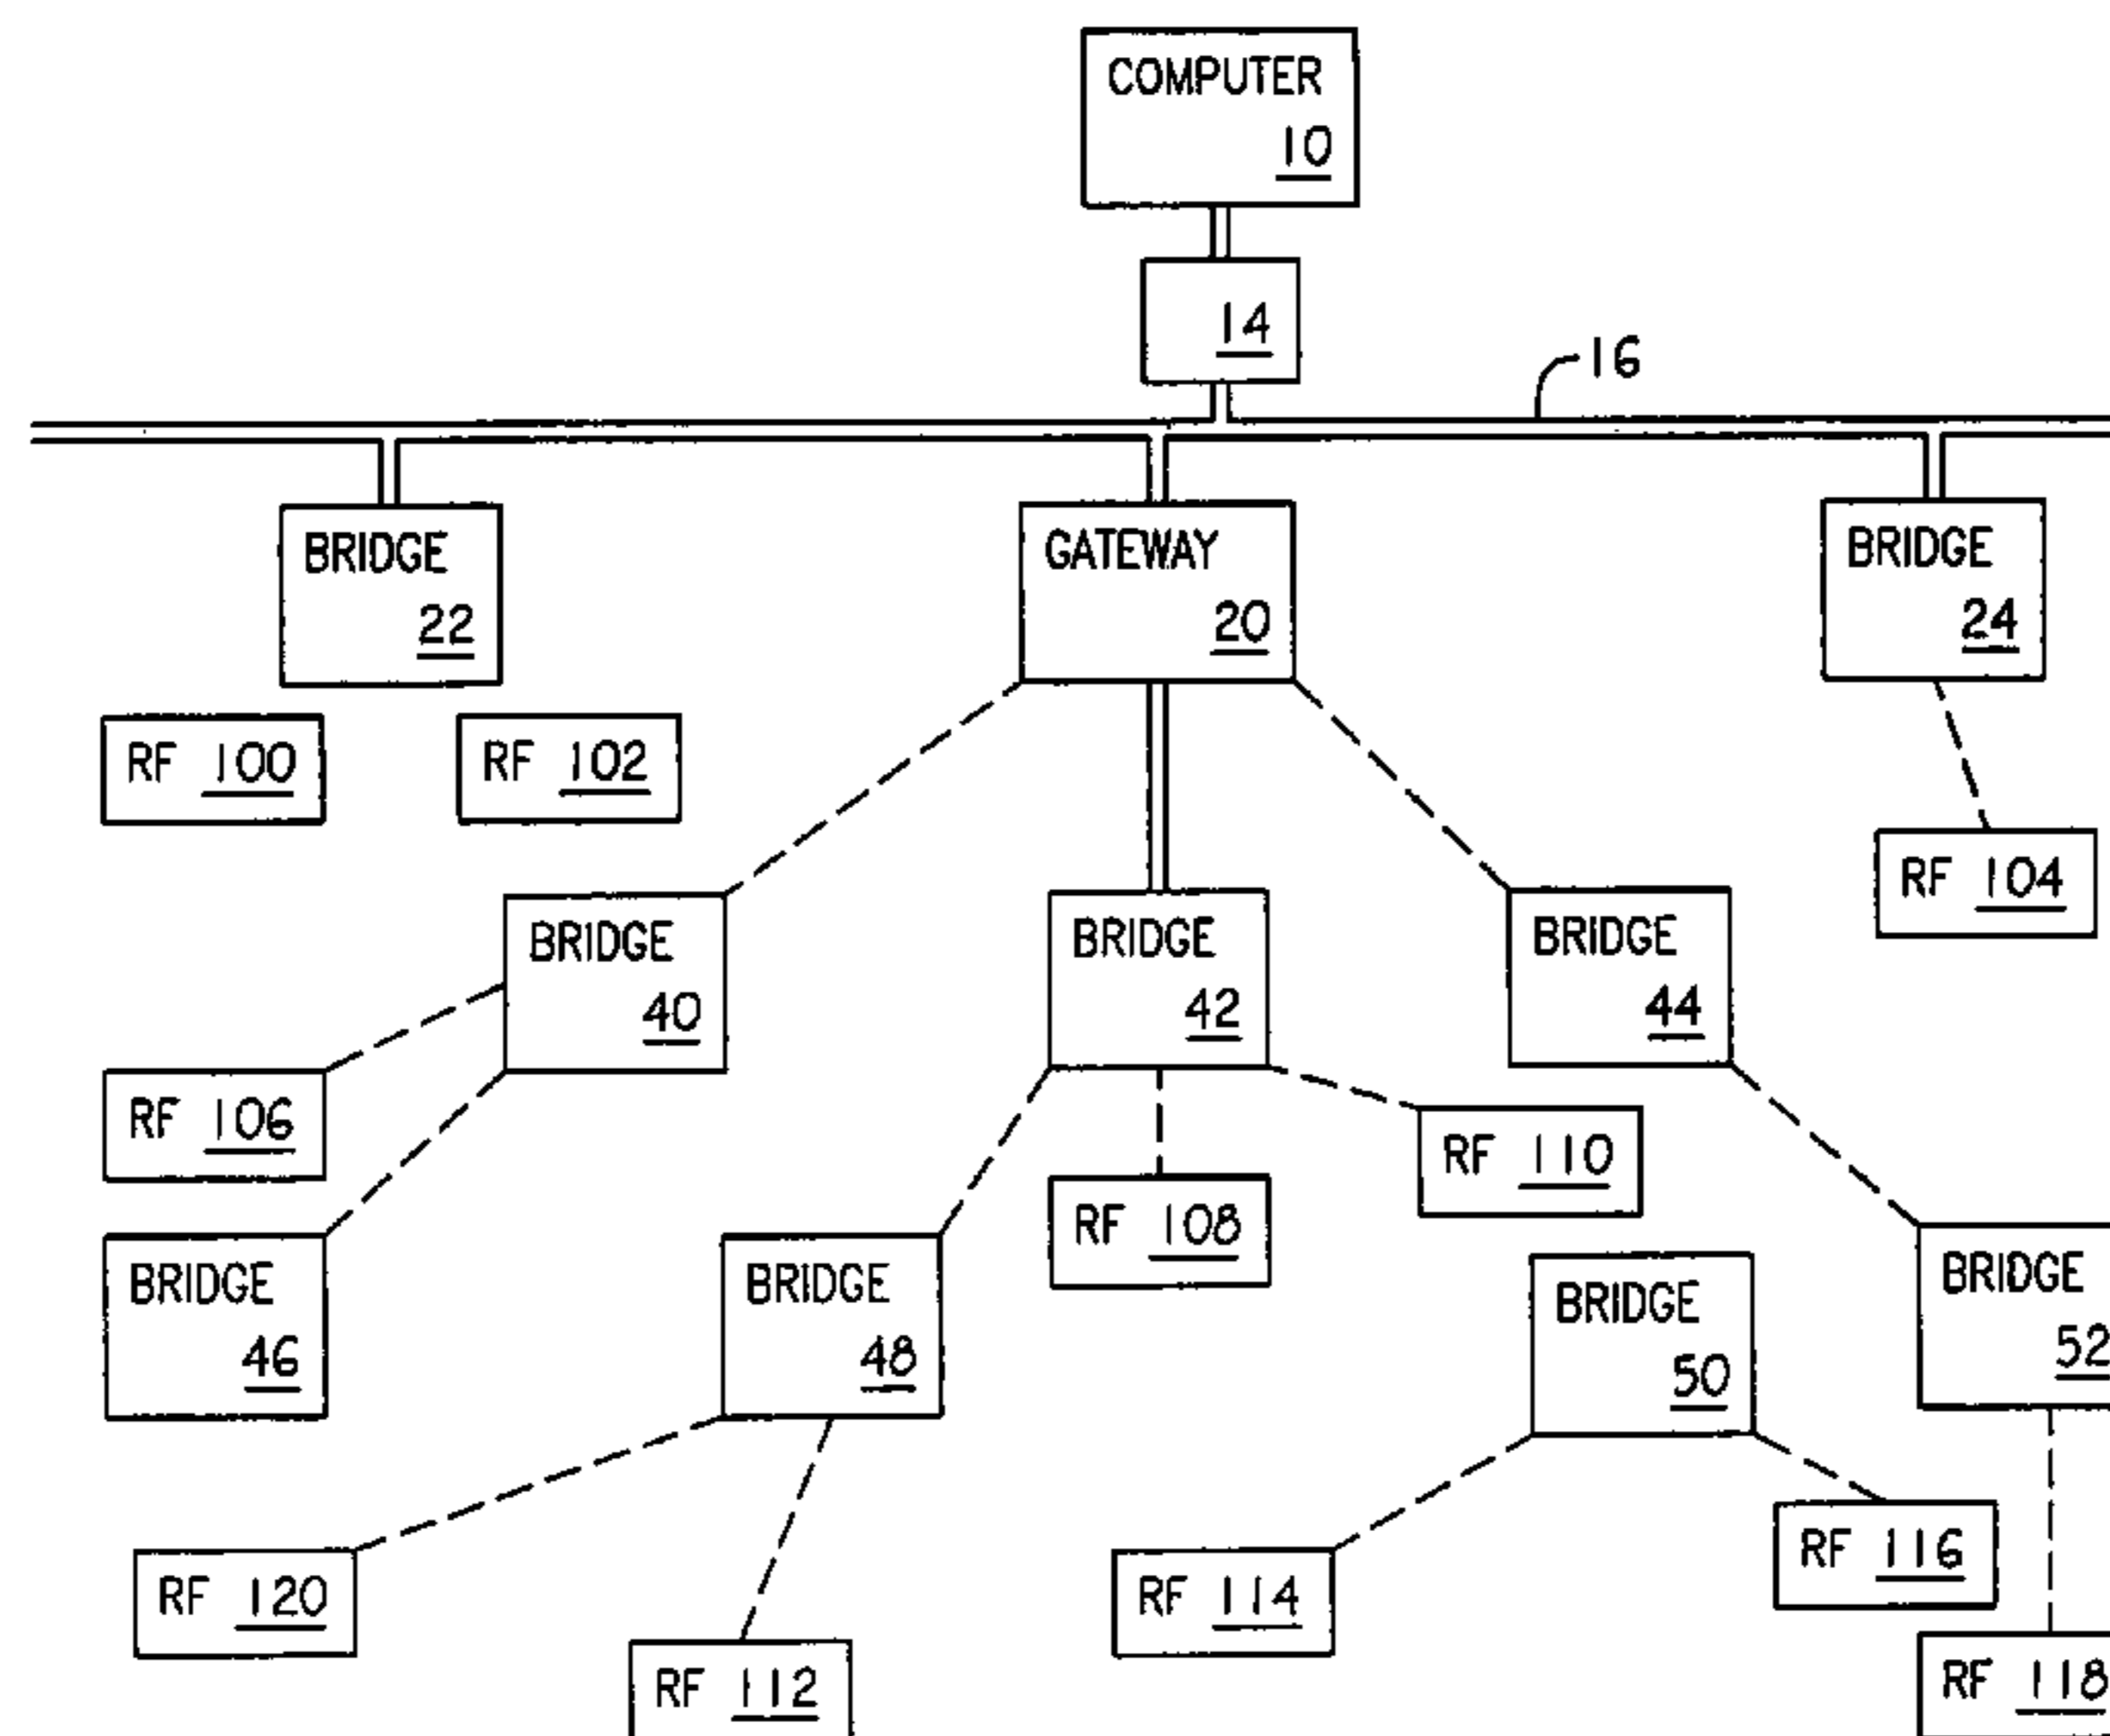 COMPUTER
10
14
16
BRIDGE
22
GATEWAY
20
BRIDGE
24
RF 100
RF 102
RF 104
BRIDGE
40
BRIDGE
42
BRIDGE
44
RF 106
RF 108
RF 110
BRIDGE
46
BRIDGE
48
BRIDGE
50
BRIDGE
52
RF 120
RF 112
RF 114
RF 116
RF 118